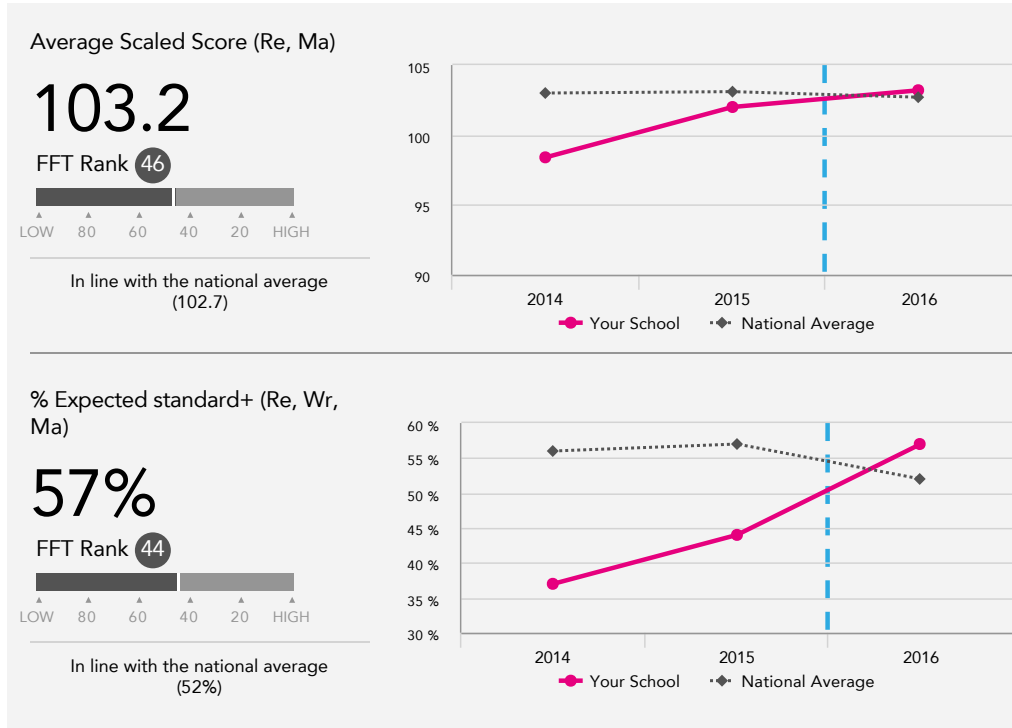 Average Scaled Score (Re, Ma)
103.2
FFT Rank 46
LOW 80 60 40 20 HIGH
In line with the national average
(102.7)
105
100
95
90
2014 2015 2016
Your School National Average
% Expected standard+ (Re, Wr,
Ma)
57%
FFT Rank 44
LOW 80 60 40 20 HIGH
In line with the national average
(52%)
60 %
55 %
50 %
45 %
40 %
35 %
30 %
2014 2015 2016
Your School National Average